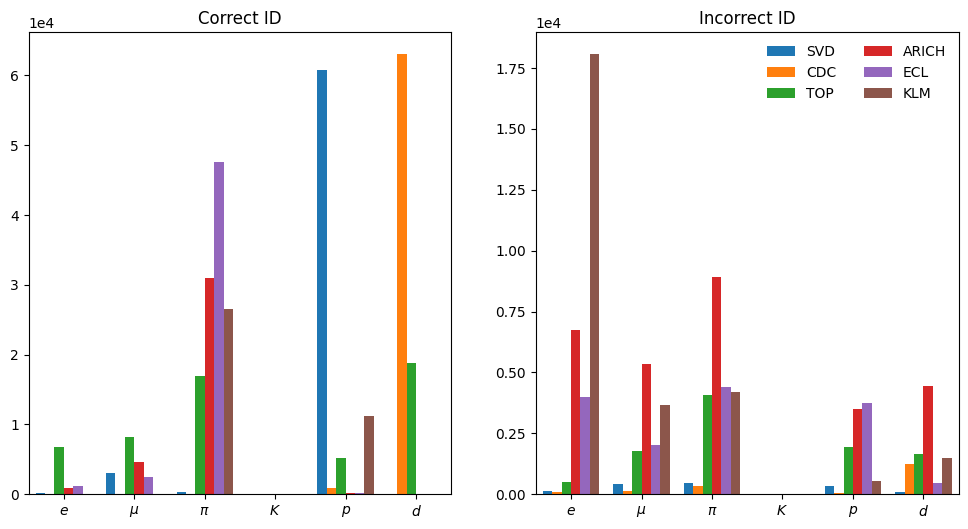 Correct ID
1e4
6
5
4
3
2
1
0
e μ π K p d
Incorrect ID
1e4
1.75
1.50
1.25
1.00
0.75
0.50
0.25
0.00
e μ π K p d
SVD ARICH
CDC ECL
TOP KLM